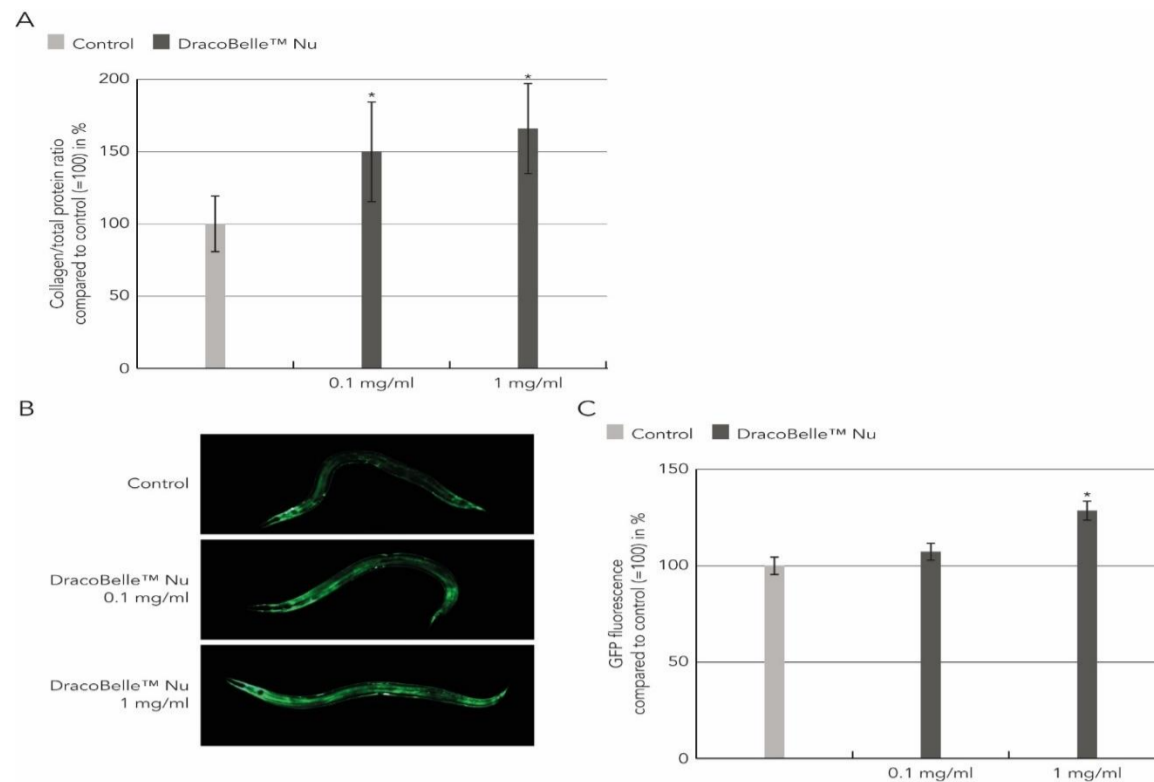 A
Control DracoBelle™ Nu
200
150
100
50
0
Collagen/total protein ratio
compared to control (=100) in %
*
*
0.1 mg/ml
1 mg/ml
B
Control
DracoBelle™ Nu
0.1 mg/ml
DracoBelle™ Nu
1 mg/ml
C
Control DracoBelle™ Nu
150
100
50
0
GFP fluorescence
compared to control (=100) in %
*
0.1 mg/ml
1 mg/ml